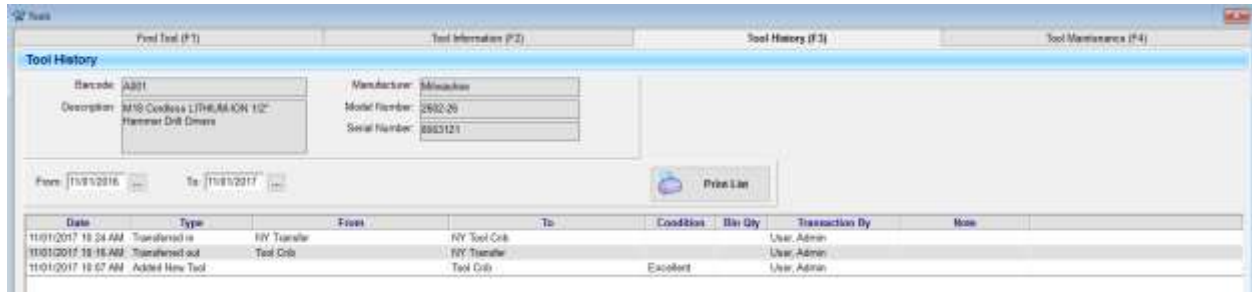 Tools
Find Tool (F1) Tool Information (F2) Tool History (F3) Tool Maintenance (F4)
Tool History
Barcode: A001 Manufacturer: Milwaukee
Description: M18 Cordless LITHIUM-ION 1/2" Model Number: 2602-26
Hammer Drill Drivers
Serial Number:
From: 11/01/2016 ... To: 11/01/2017 ... Print List
Date Type From To Condition Bin Qty Transaction By Note
11/01/2017 10:24 AM Transferred in NY Transfer NY Tool Crib User, Admin
11/01/2017 10:16 AM Transferred out Tool Crib NY Transfer User, Admin
11/01/2017 10:07 AM Added New Tool Tool Crib Excellent User, Admin